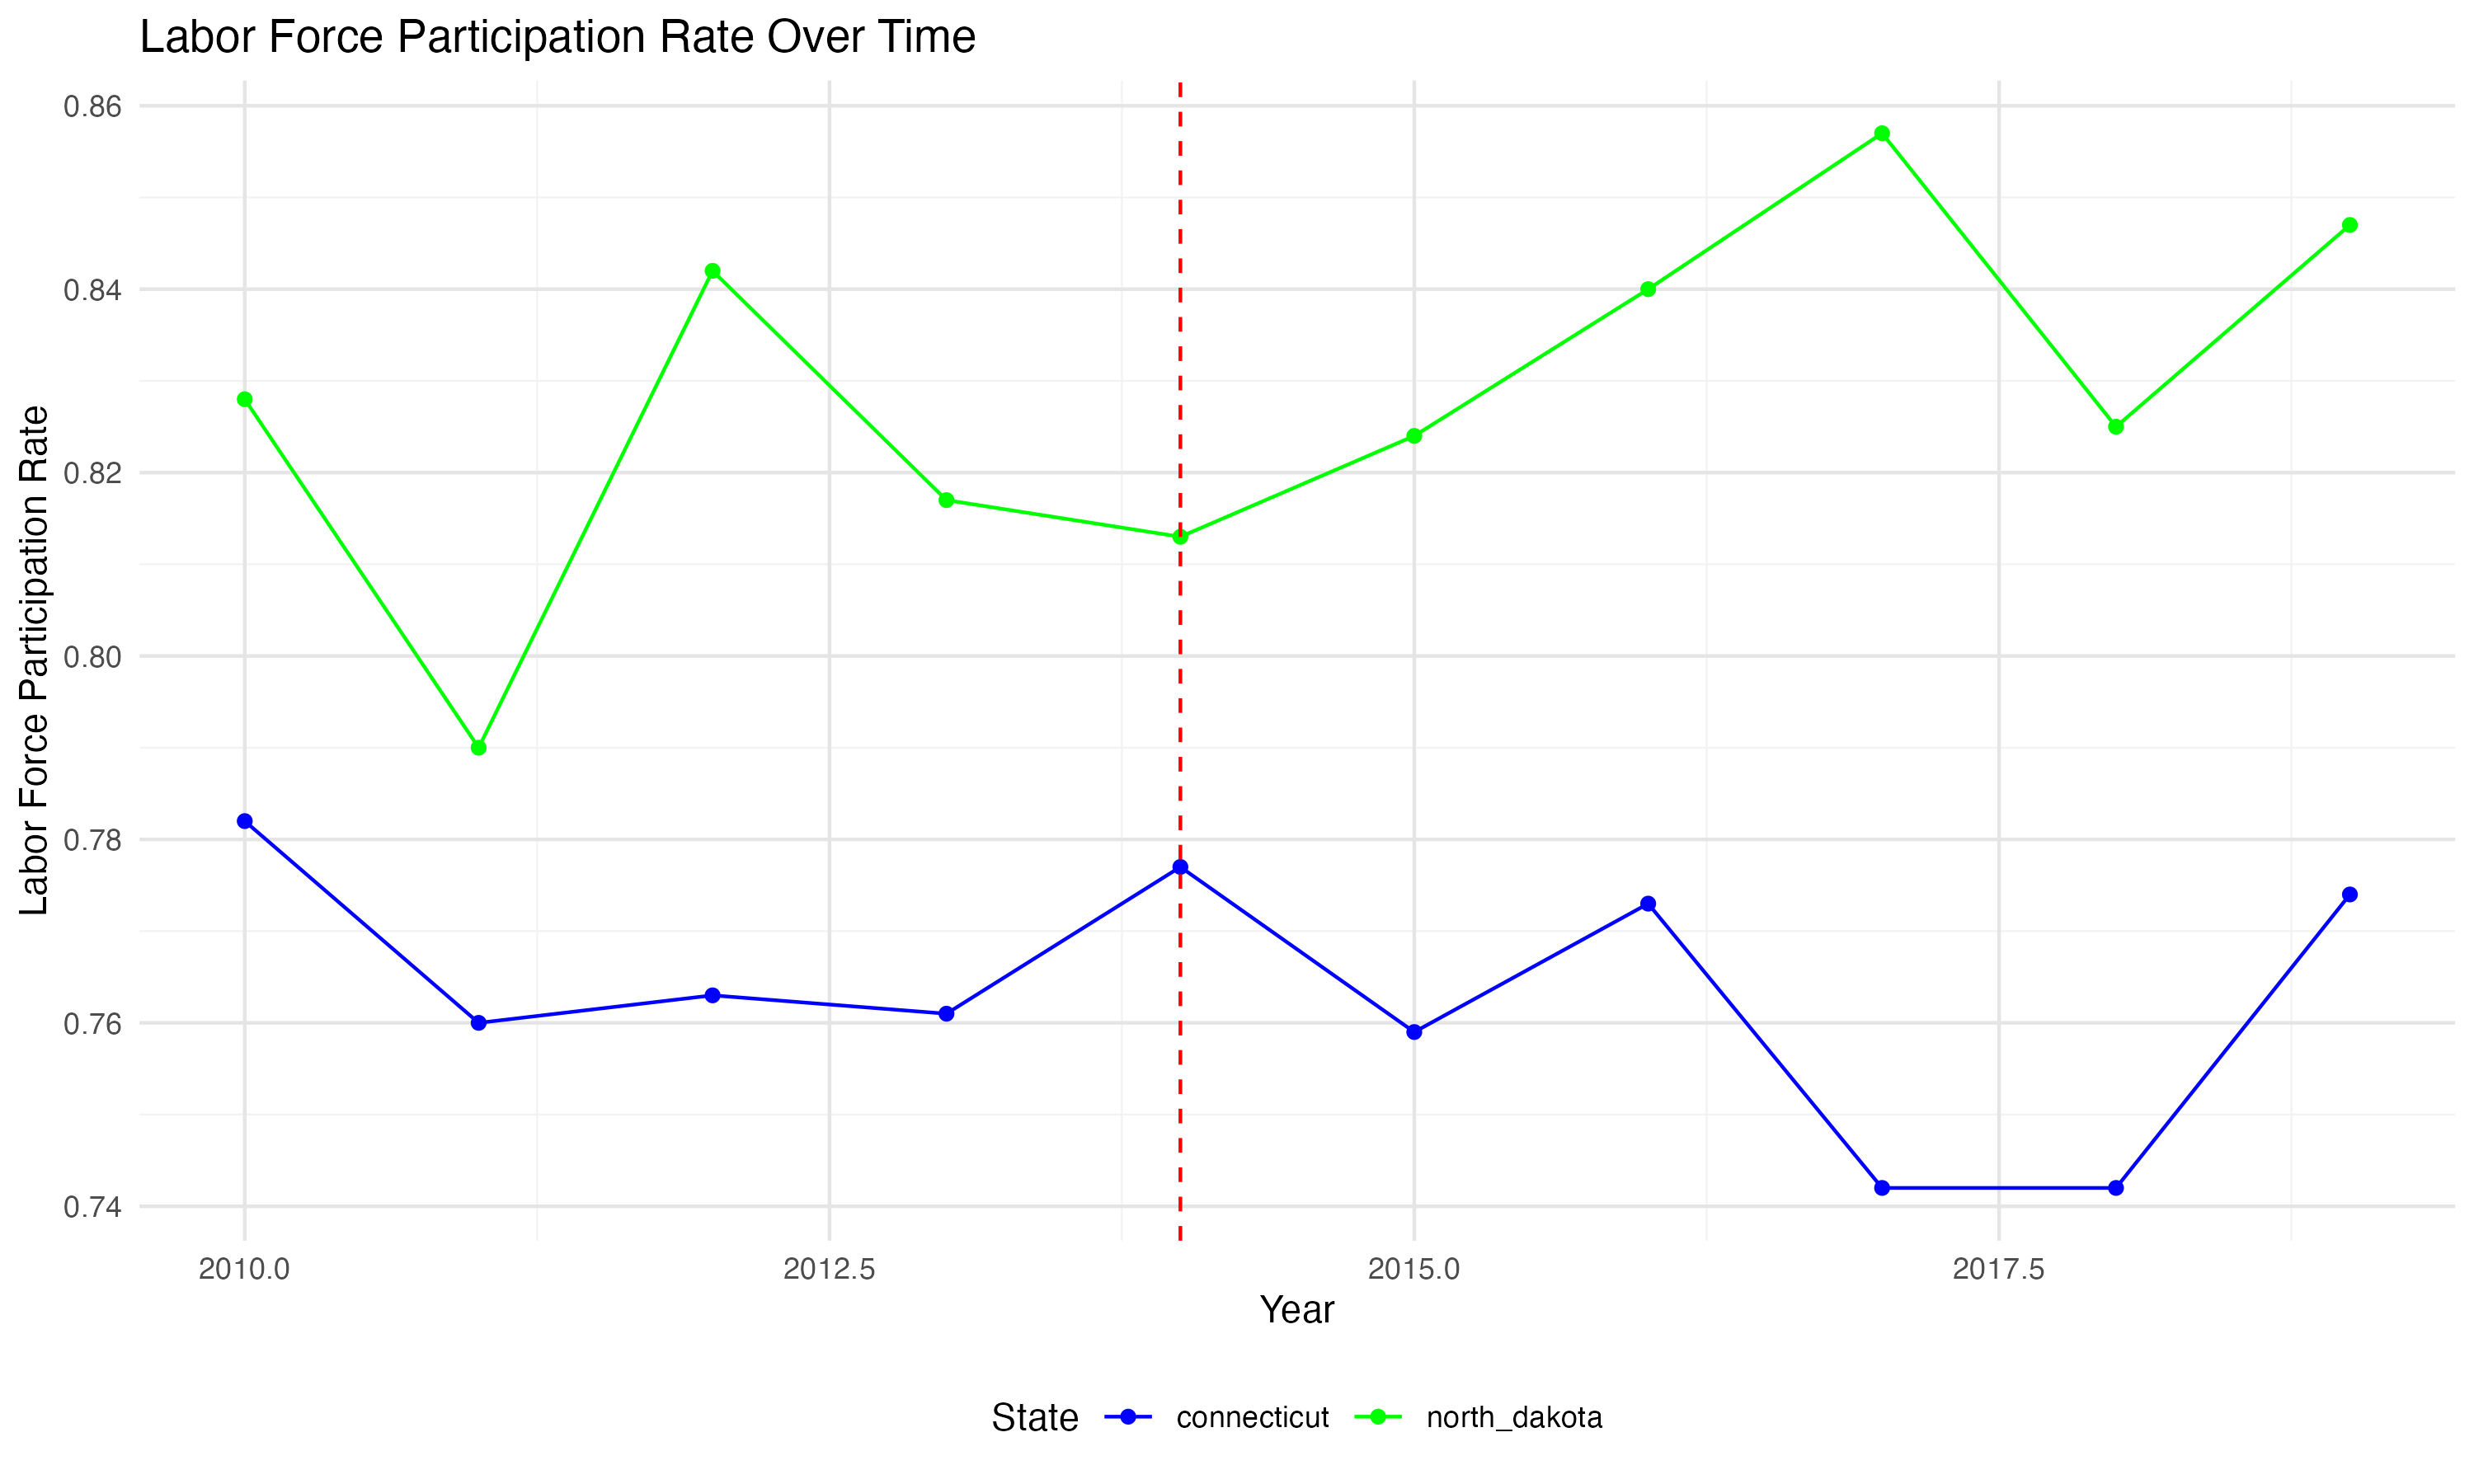 Labor Force Participation Rate Over Time
Labor Force Participation Rate
0.86
0.84
0.82
0.80
0.78
0.76
0.74
2010.0 2012.5 2015.0 2017.5
Year
State connecticut north_dakota